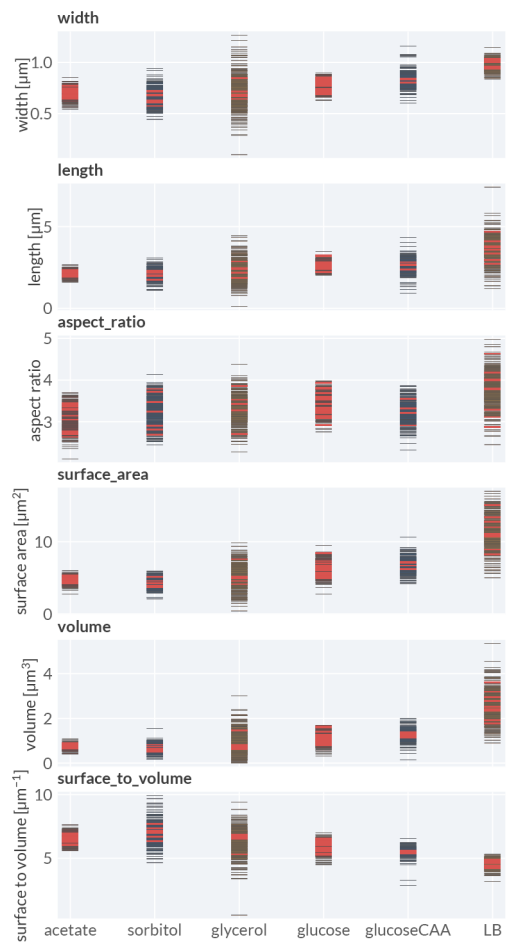 width
1.0
0.5
width [µm]
length
5
0
length [µm]
aspect_ratio
5
4
3
aspect ratio
surface_area
10
0
surface area [µm²]
volume
4
2
0
volume [µm³]
surface_to_volume
10
5
surface to volume [µm⁻¹]
acetate sorbitol glycerol glucose glucoseCAA LB